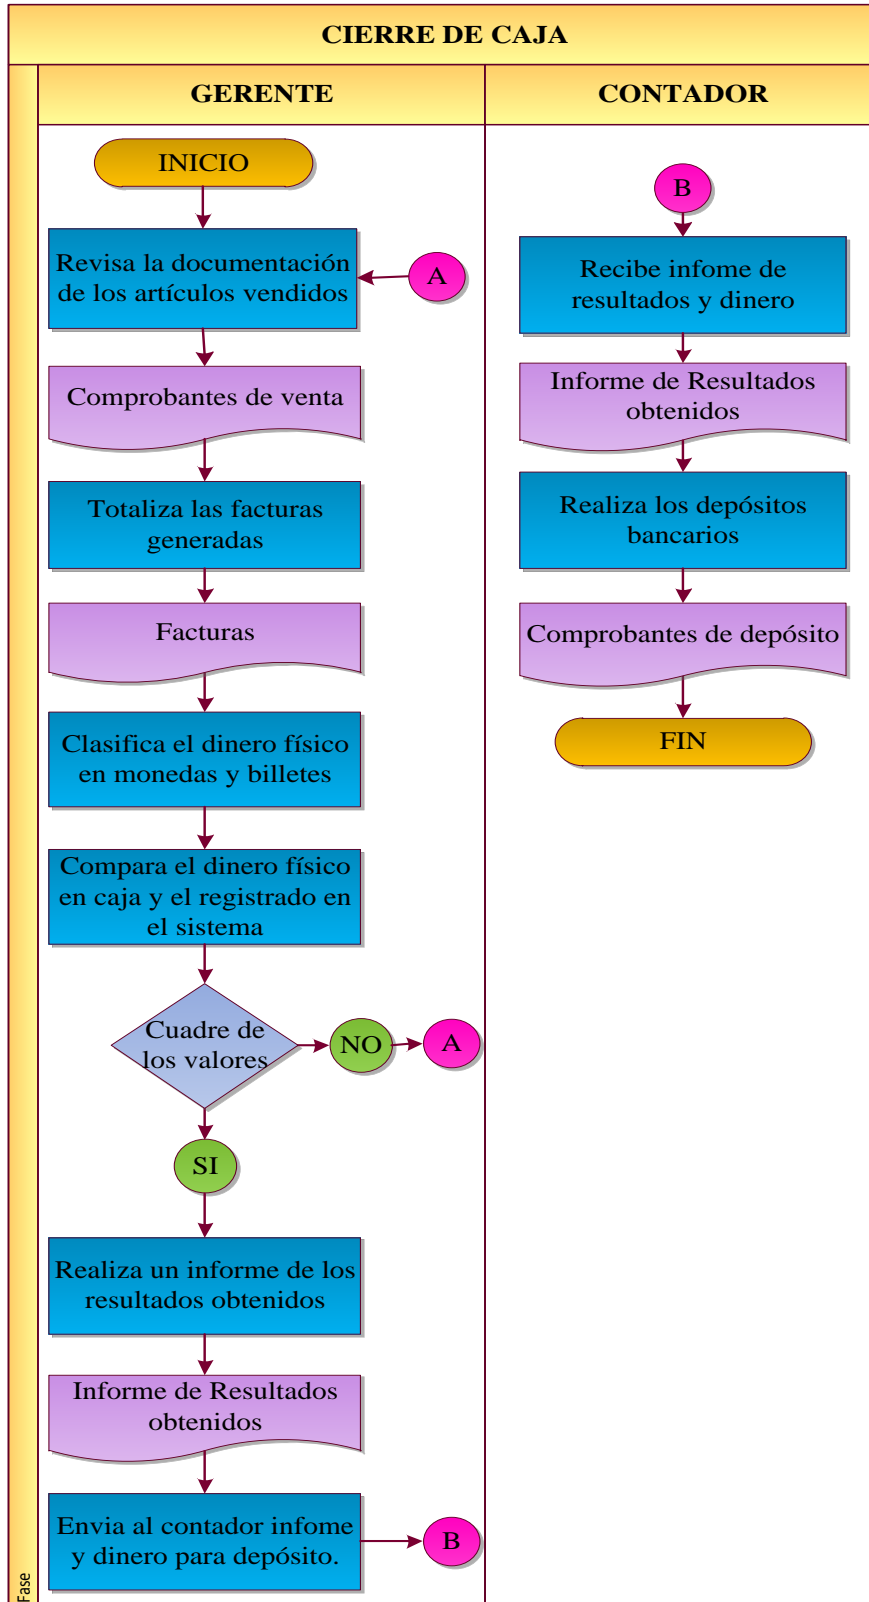 CIERRE DE CAJA
GERENTE
CONTADOR
INICIO
Revisa la documentación
de los artículos vendidos
A
Comprobantes de venta
Totaliza las facturas
generadas
Facturas
Clasifica el dinero físico
en monedas y billetes
Compara el dinero físico
en caja y el registrado en
el sistema
Cuadre de
los valores
NO
A
SI
Realiza un informe de los
resultados obtenidos
Informe de Resultados
obtenidos
Envia al contador infome
y dinero para depósito.
B
B
Recibe infome de
resultados y dinero
Informe de Resultados
obtenidos
Realiza los depósitos
bancarios
Comprobantes de depósito
FIN
Fase